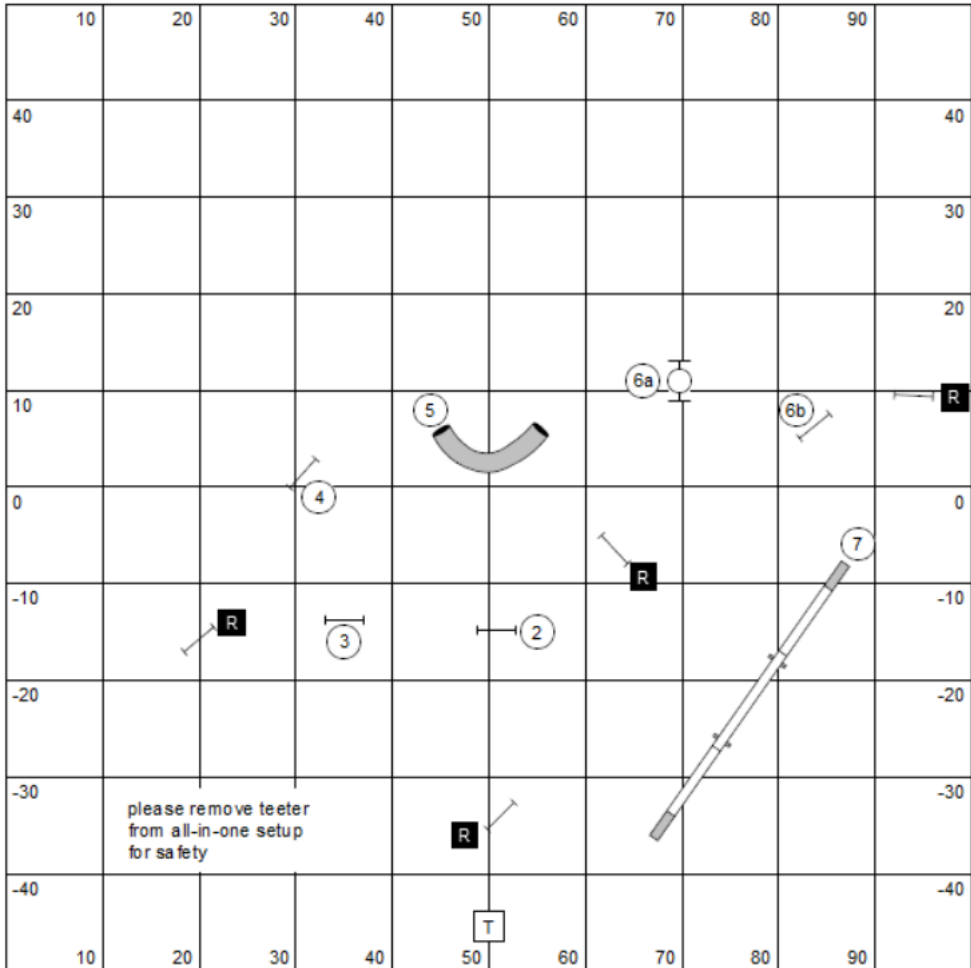 10 20 30 40 50 60 70 80 90
40 40
30 30
20 20
6a
10 5 6b R
4
0 0
7
R
-10 -10
R
3 2
-20 -20
-30 -30
please remove teeter
from all-in-one setup
for safety
R
-40 -40
T
10 20 30 40 50 60 70 80 90